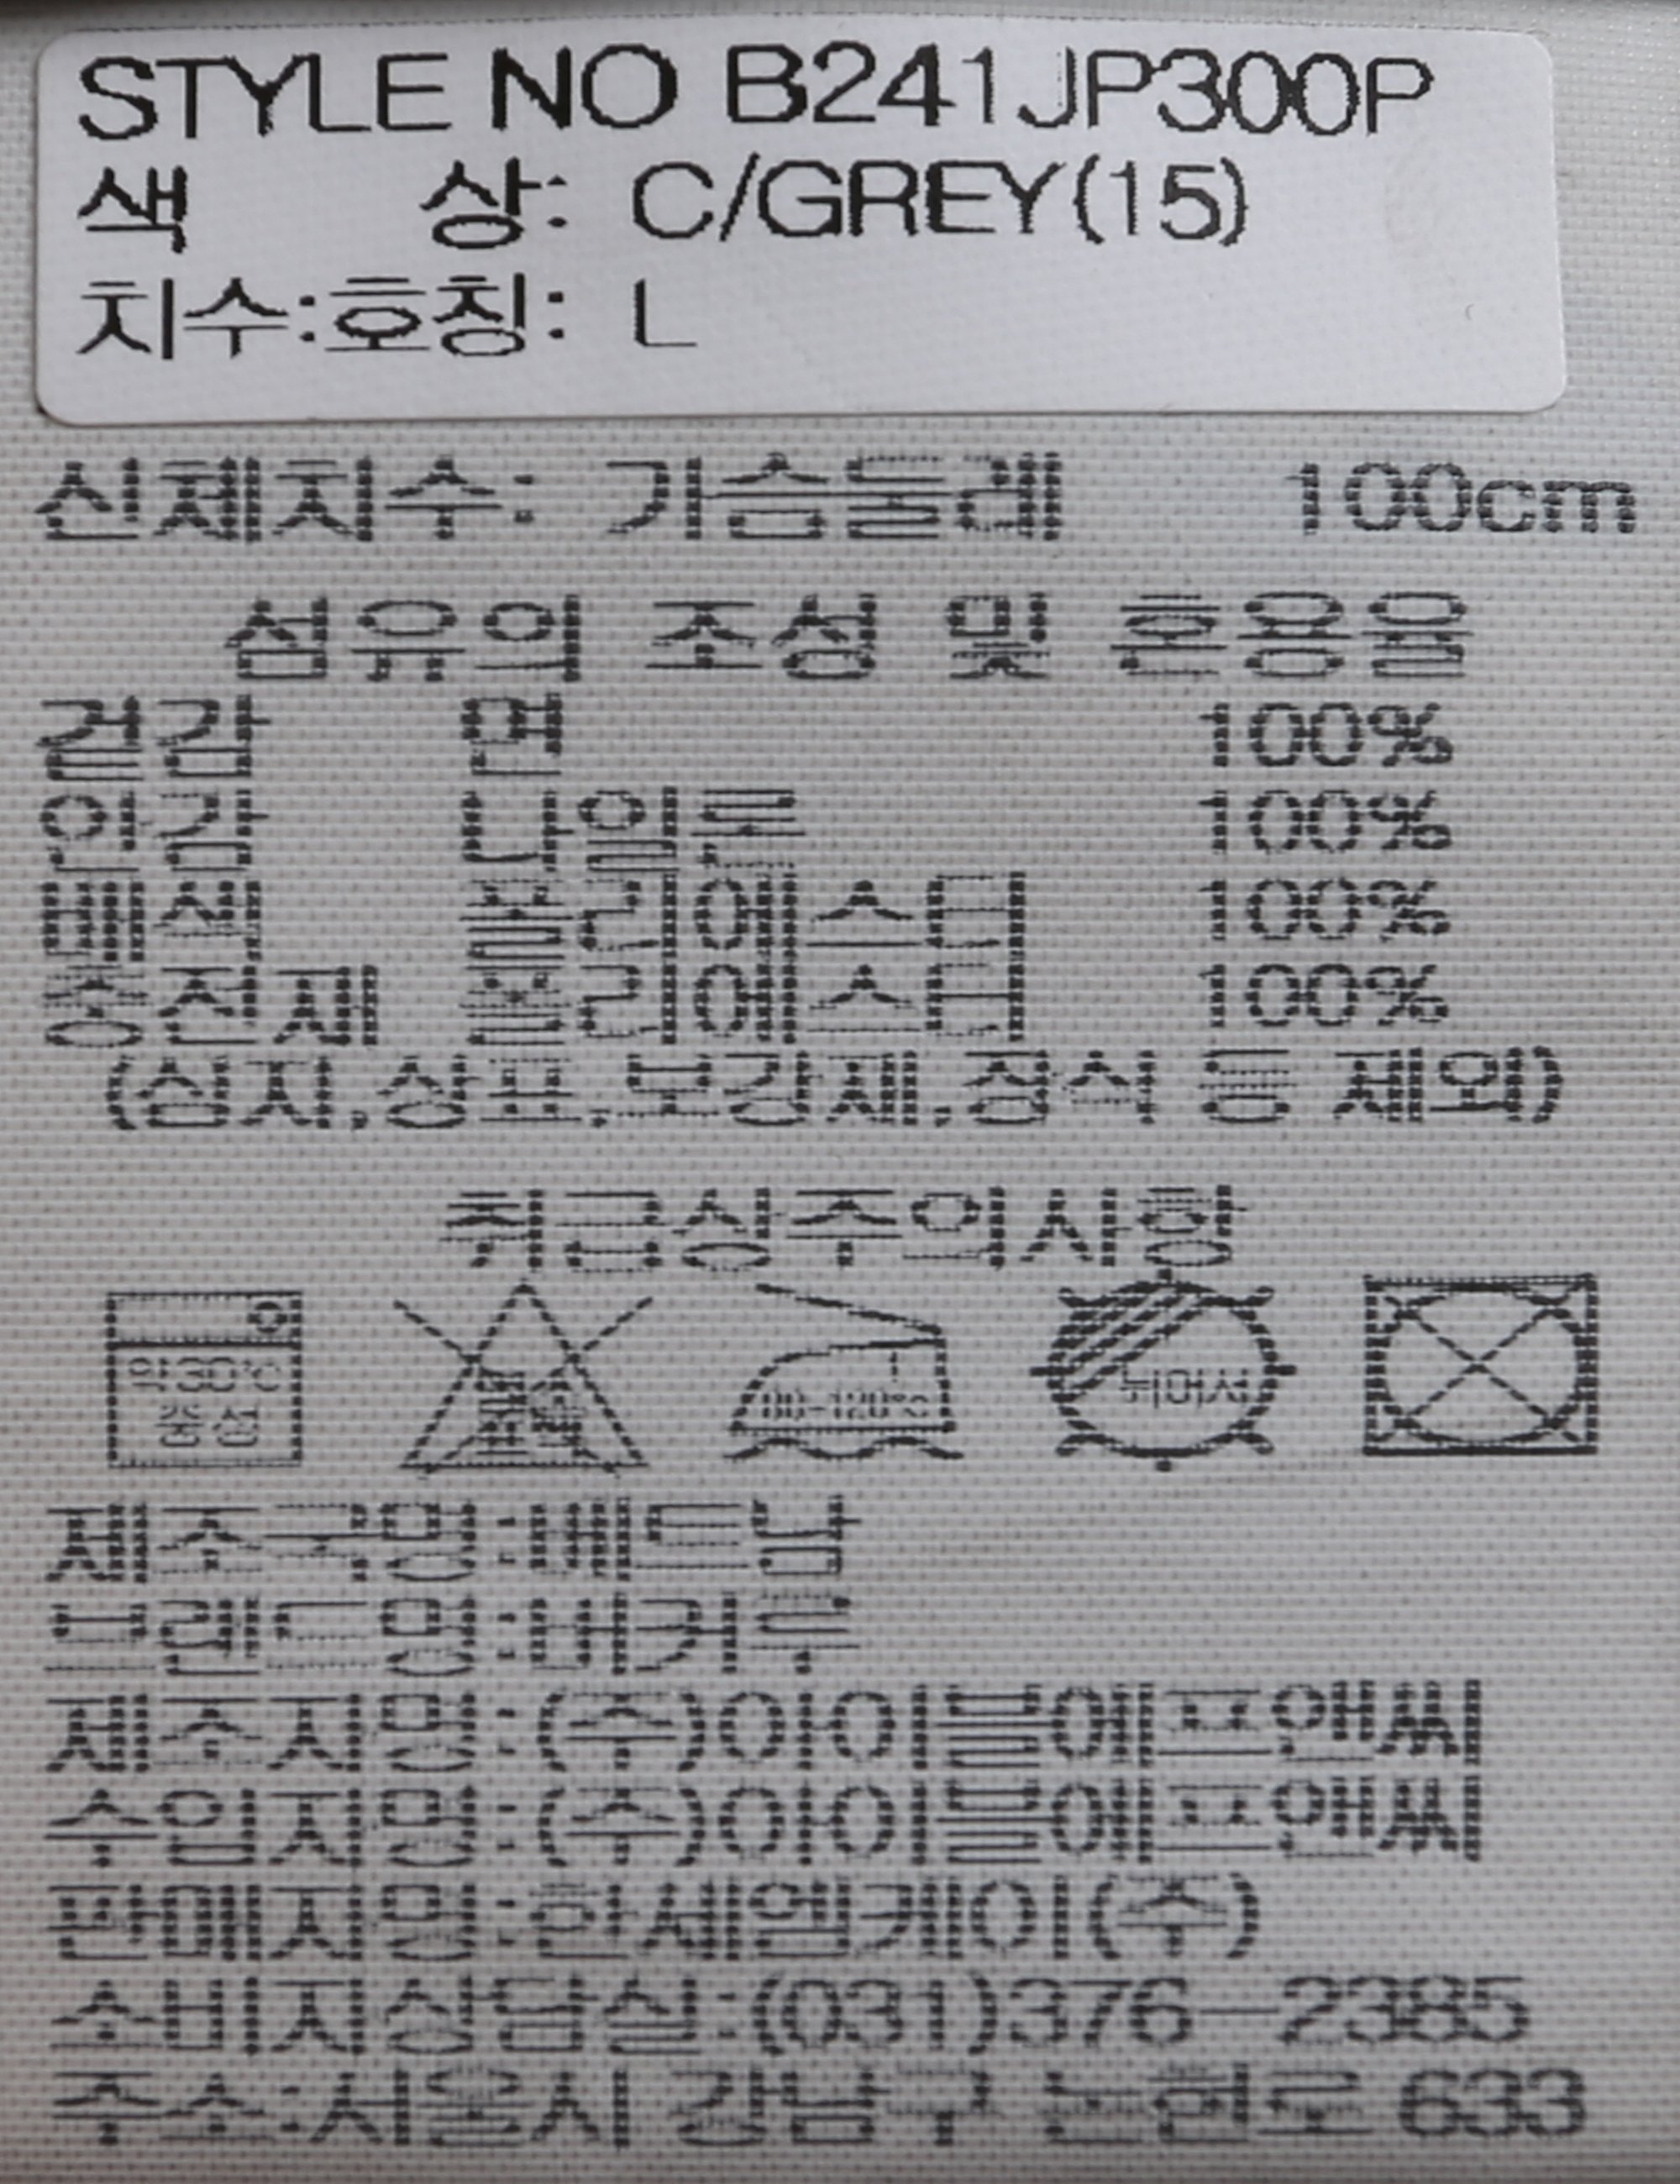 STYLE NO B241JP300P
색 상: C/GREY(15)
치수:호칭: L
신체치수: 가슴둘레 100cm
섬유의 조성 및 혼용율
겉감 면 100%
안감 나일론 100%
배색 폴리에스터 100%
충전재 폴리에스터 100%
(심지,상표,보강제,장식 등 제외)
취급상주의사항
약30℃
중성
80-120℃
뉘어서
제조국명:베트남
브랜드명:버커루
제조자명:(주)아이들에프앤씨
수입자명:(주)아이들에프앤씨
판매자명:한세엠케이(주)
소비자상담실:(031)376-2385
주소:서울시 강남구 논현로 633